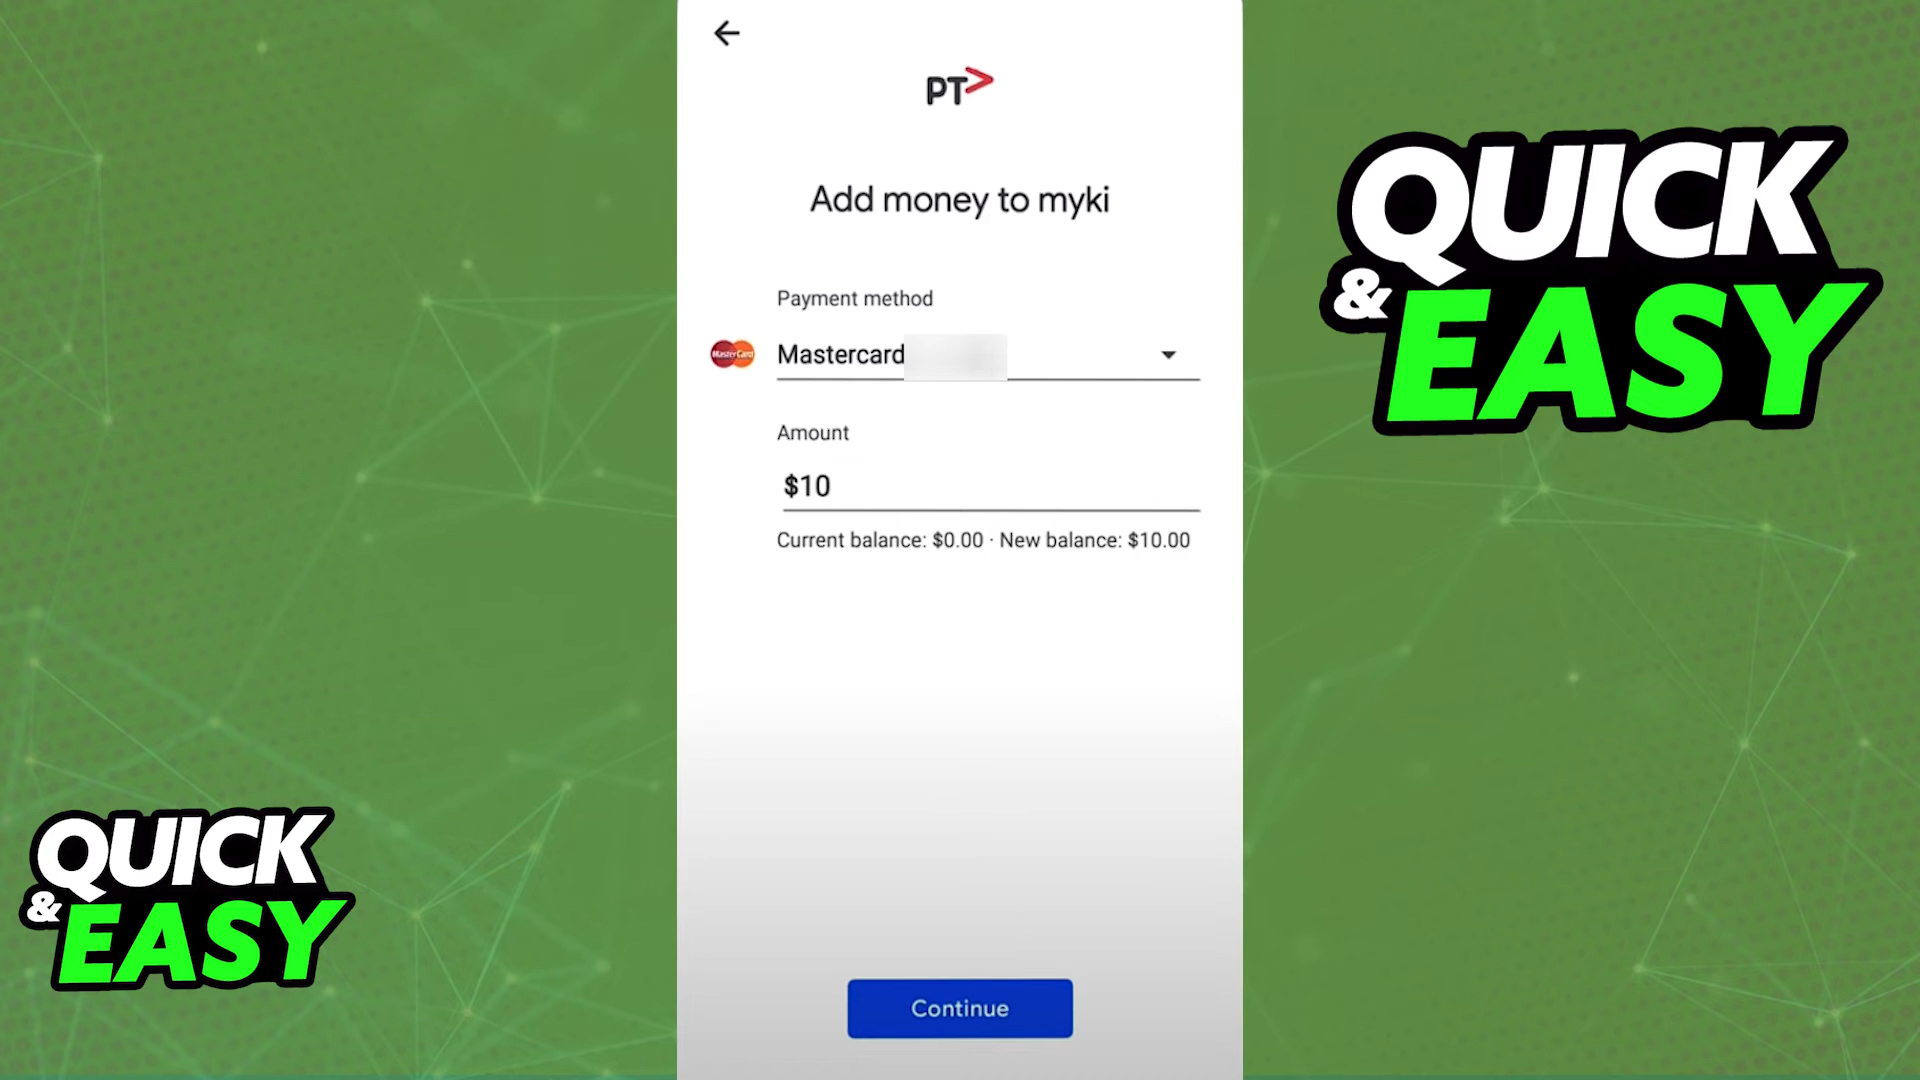 PT
Add money to myki
Payment method
MasterCard
Mastercard
Amount
$10
Current balance: $0.00 · New balance: $10.00
Continue
QUICK
& EASY
QUICK
& EASY